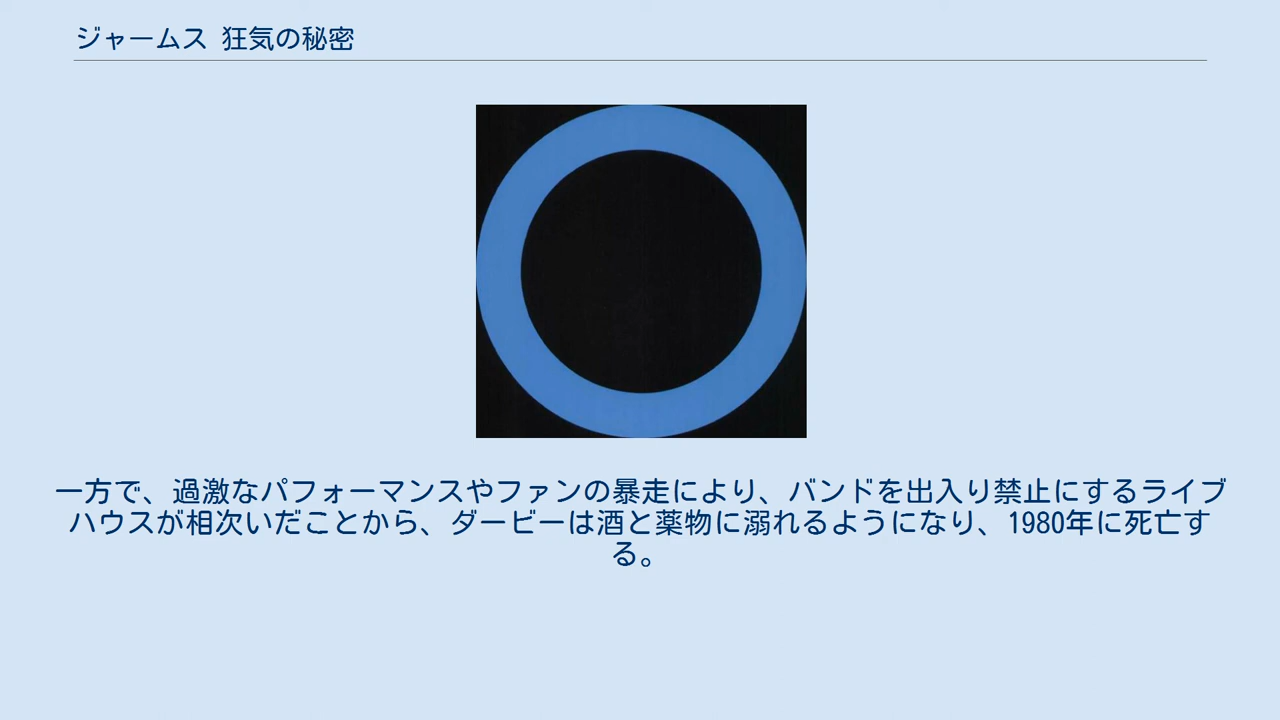 ジャームス 狂気の秘密
一方で、過激なパフォーマンスやファンの暴走により、バンドを出入り禁止にするライブ
ハウスが相次いだことから、ダービーは酒と薬物に溺れるようになり、1980年に死亡す
る。